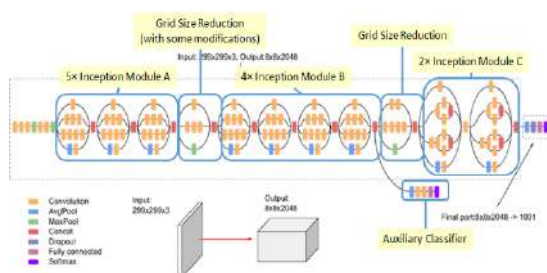 Grid Size Reduction
(with some modifications)
Grid Size Reduction
Input: 299x299x3, Output:8x8x2048
5× Inception Module A
4× Inception Module B
2× Inception Module C
Convolution
AvgPool
MaxPool
Concat
Dropout
Fully connected
Softmax
Input:
299x299x3
Output:
8x8x2048
Final part:8x8x2048 -> 1001
Auxiliary Classifier